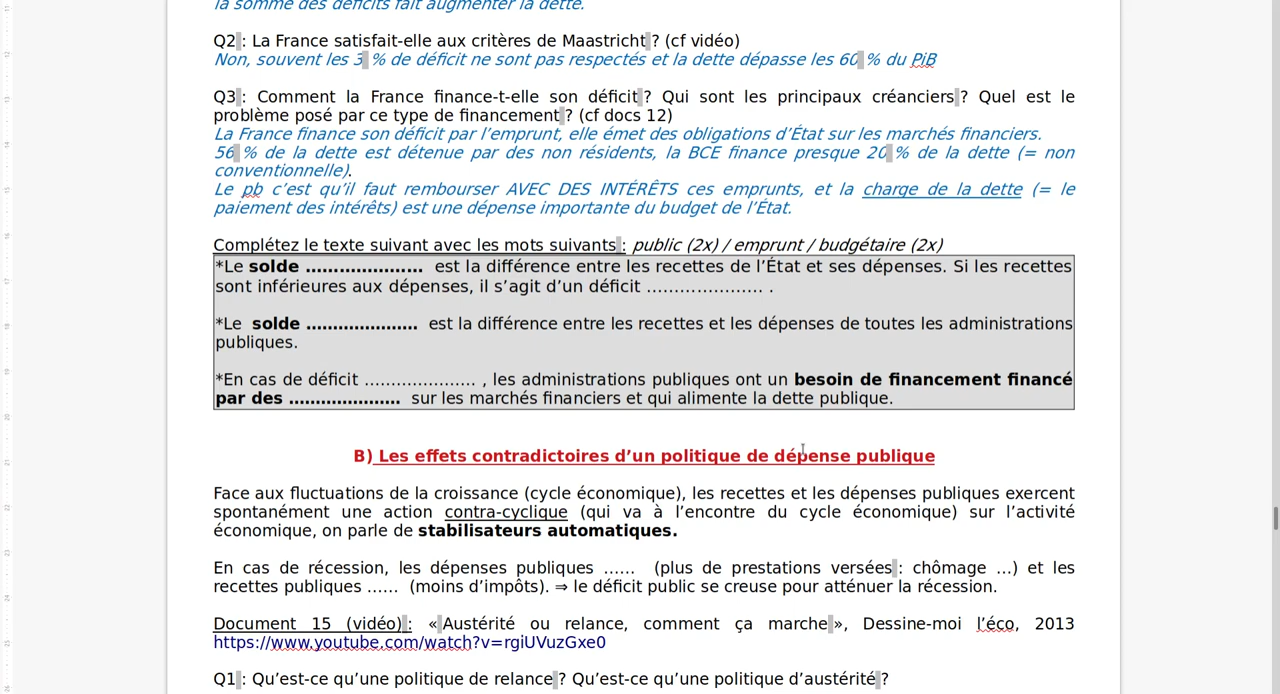 la somme des déficits fait augmenter la dette.
Q2 : La France satisfait-elle aux critères de Maastricht ? (cf vidéo)
Non, souvent les 3 % de déficit ne sont pas respectés et la dette dépasse les 60 % du PiB
Q3 : Comment la France finance-t-elle son déficit ? Qui sont les principaux créanciers ? Quel est le
problème posé par ce type de financement ? (cf docs 12)
La France finance son déficit par l’emprunt, elle émet des obligations d’État sur les marchés financiers.
56 % de la dette est détenue par des non résidents, la BCE finance presque 20 % de la dette (= non
conventionnelle).
Le pb c’est qu’il faut rembourser AVEC DES INTÉRÊTS ces emprunts, et la charge de la dette (= le
paiement des intérêts) est une dépense importante du budget de l’État.
Complétez le texte suivant avec les mots suivants : public (2x) / emprunt / budgétaire (2x)
*Le solde …………………. est la différence entre les recettes de l’État et ses dépenses. Si les recettes
sont inférieures aux dépenses, il s’agit d’un déficit …………………. .
*Le solde ………………… est la différence entre les recettes et les dépenses de toutes les administrations
publiques.
*En cas de déficit ………………… , les administrations publiques ont un besoin de financement financé
par des ………………… sur les marchés financiers et qui alimente la dette publique.
B) Les effets contradictoires d’un politique de dépense publique
Face aux fluctuations de la croissance (cycle économique), les recettes et les dépenses publiques exercent
spontanément une action contra-cyclique (qui va à l’encontre du cycle économique) sur l’activité
économique, on parle de stabilisateurs automatiques.
En cas de récession, les dépenses publiques …… (plus de prestations versées : chômage …) et les
recettes publiques …… (moins d’impôts). ⇒ le déficit public se creuse pour atténuer la récession.
Document 15 (vidéo) : « Austérité ou relance, comment ça marche », Dessine-moi l’éco, 2013
https://www.youtube.com/watch?v=rgiUVuzGxe0
Q1 : Qu’est-ce qu’une politique de relance ? Qu’est-ce qu’une politique d’austérité ?